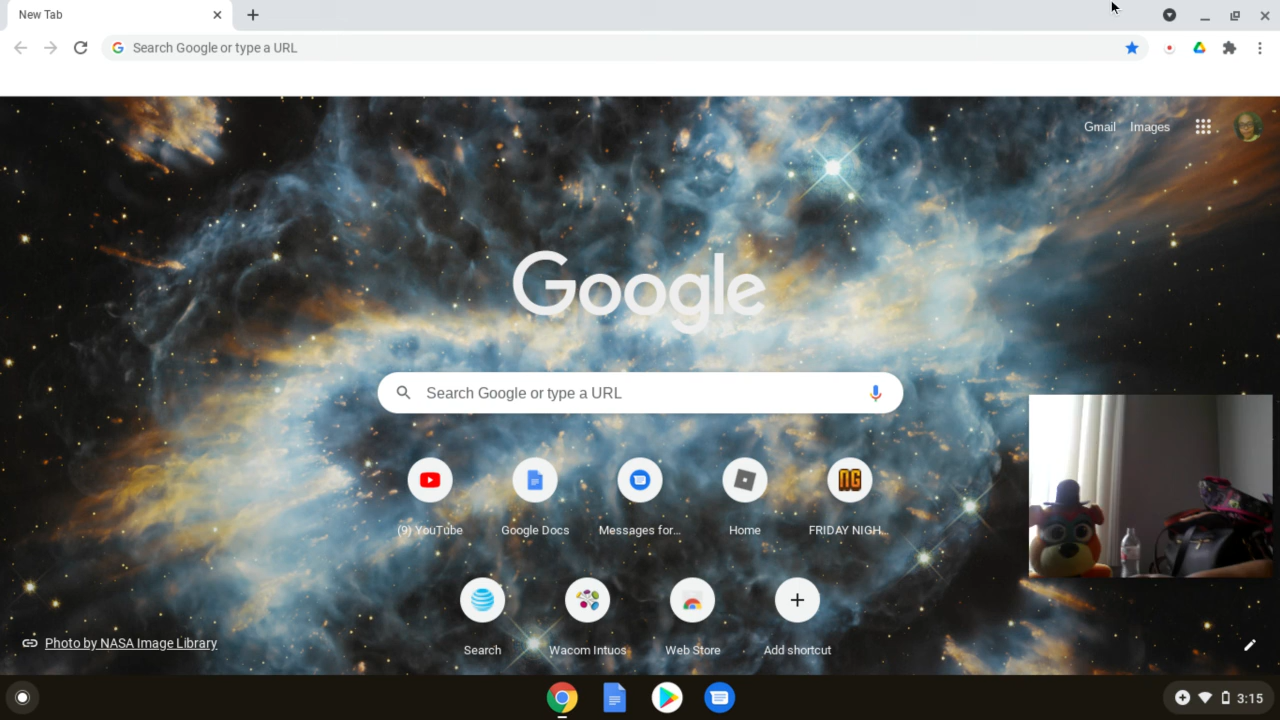 New Tab
Search Google or type a URL
Gmail Images
Google
Search Google or type a URL
(9) YouTube
Google Docs
Messages for...
Home
NG
FRIDAY NIGH...
Search
Wacom Intuos
Web Store
Add shortcut
Photo by NASA Image Library
3:15